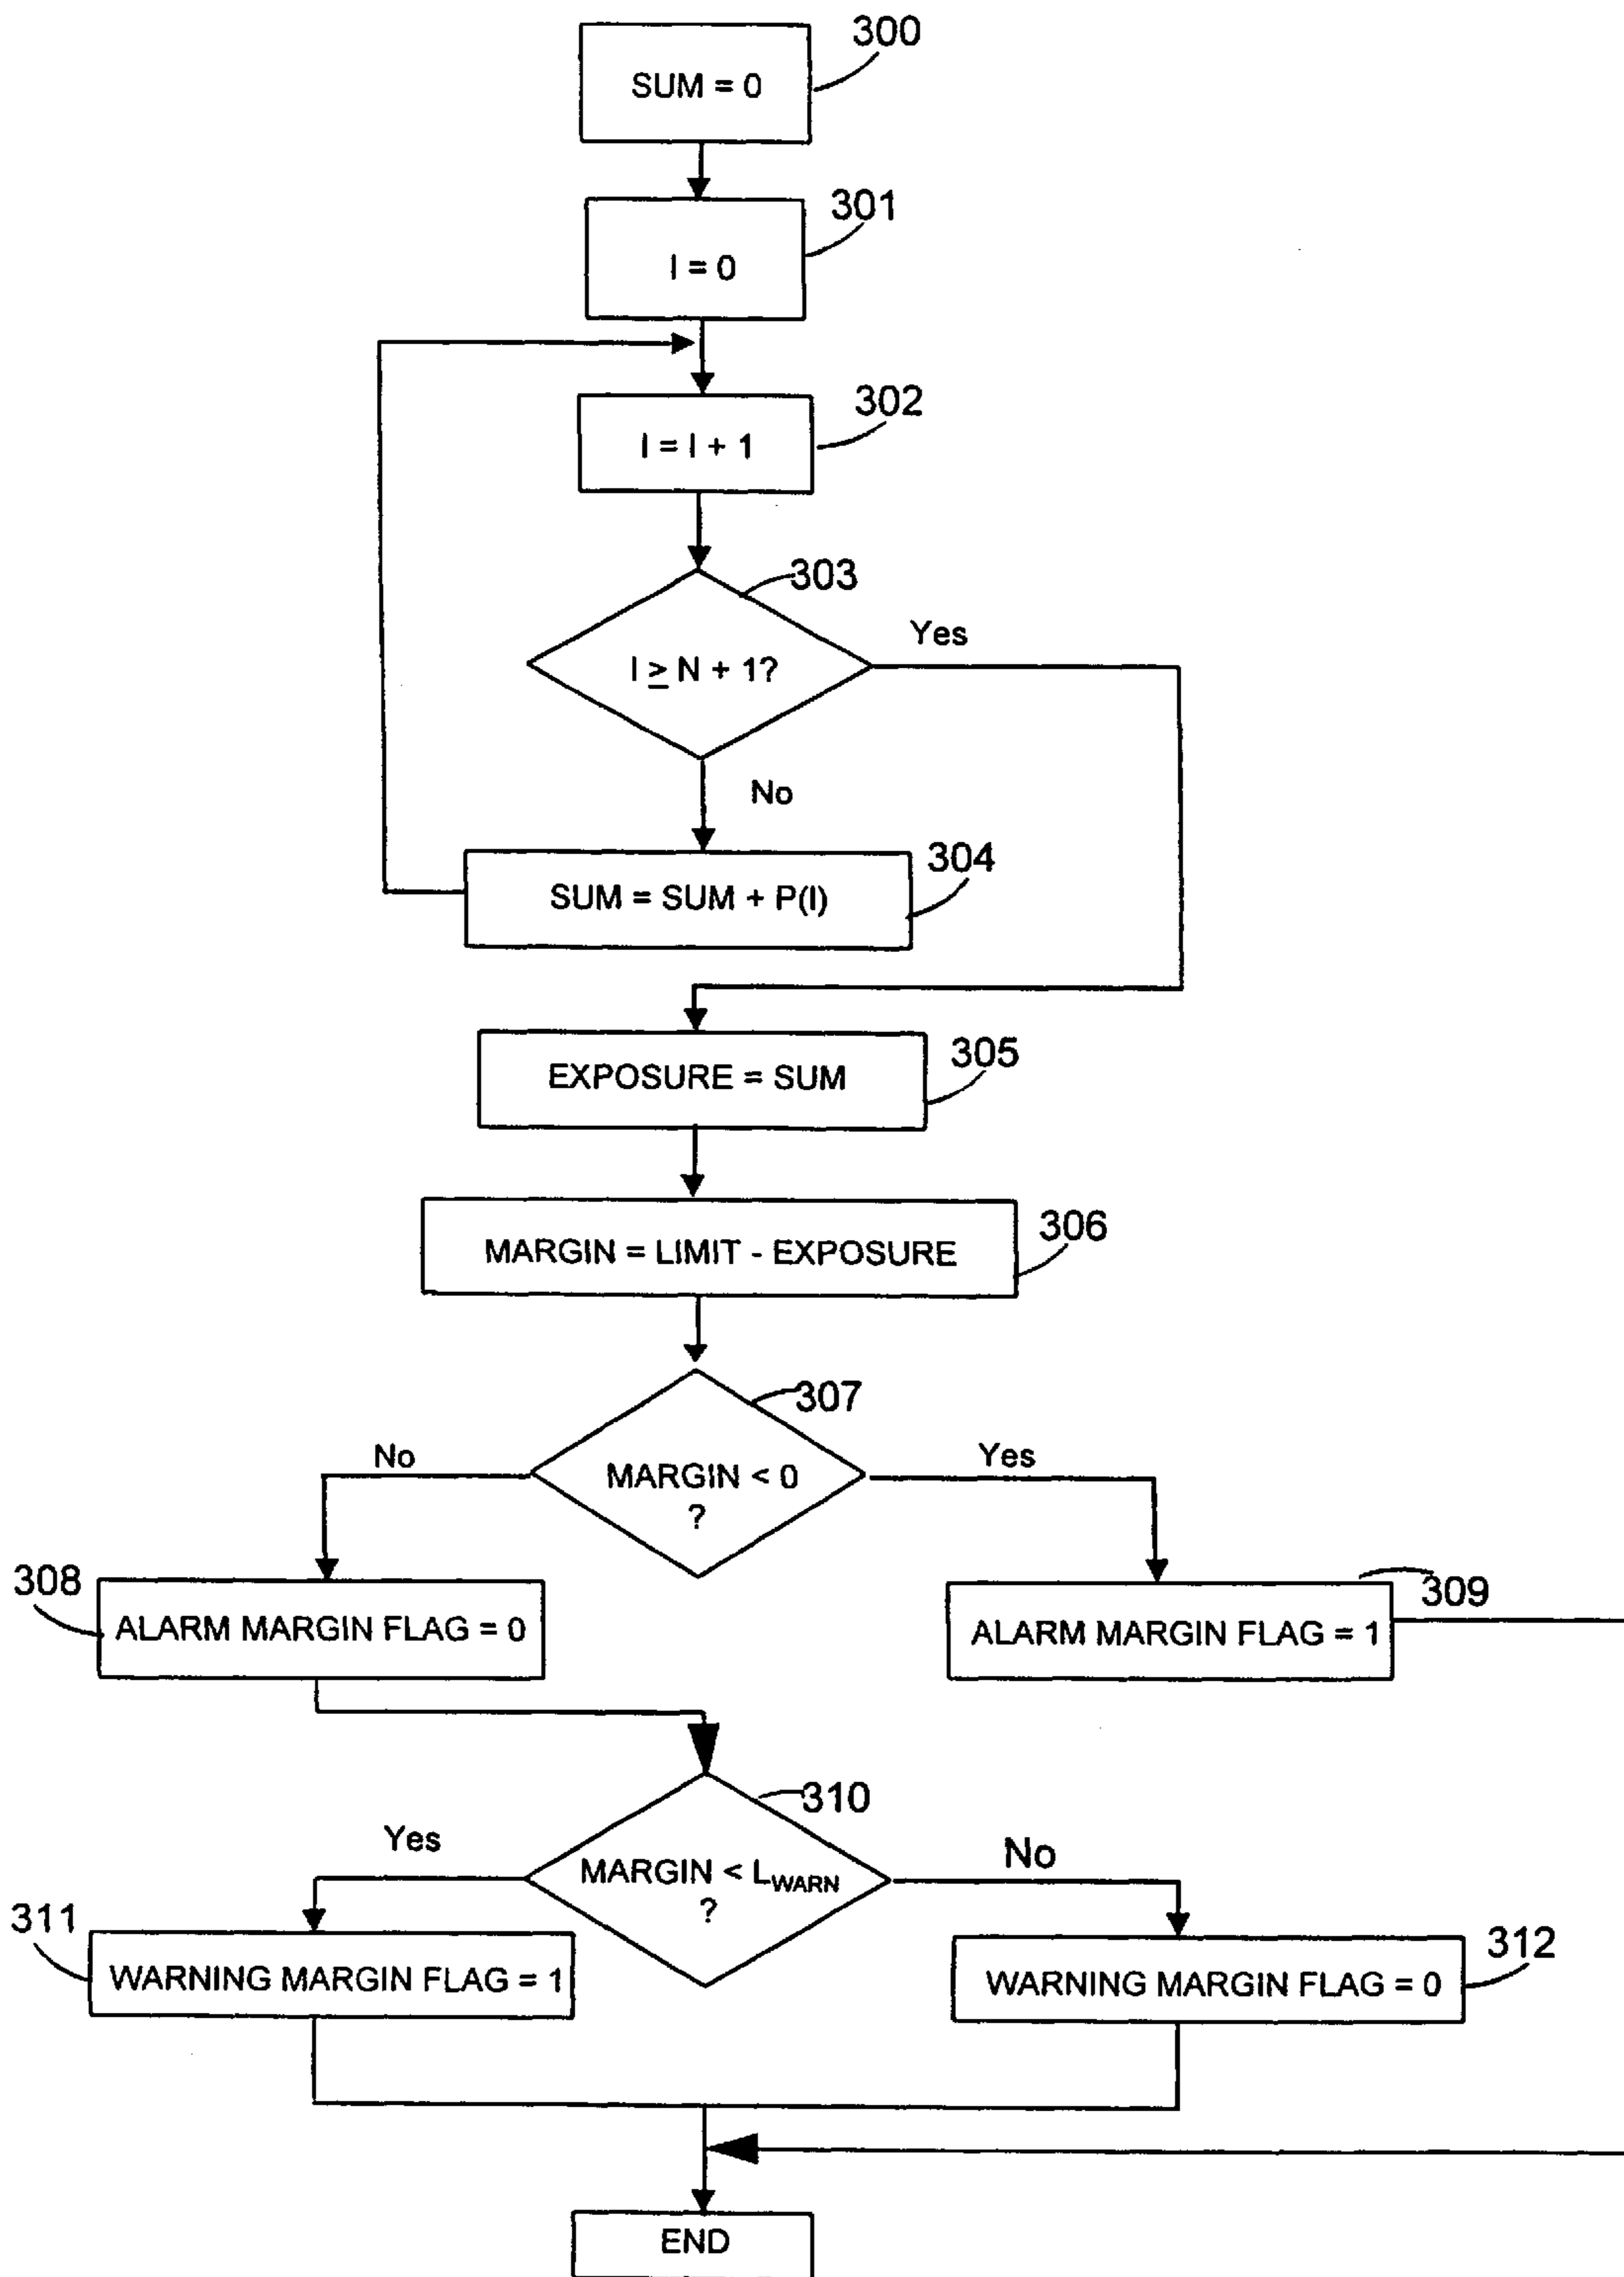 300
SUM = 0
301
I = 0
302
I = I + 1
303
Yes
I ≥ N + 1?
No
304
SUM = SUM + P(I)
305
EXPOSURE = SUM
306
MARGIN = LIMIT - EXPOSURE
307
No
Yes
MARGIN < 0
?
308
309
ALARM MARGIN FLAG = 0
ALARM MARGIN FLAG = 1
310
Yes
No
MARGIN < LWARN
?
311
312
WARNING MARGIN FLAG = 1
WARNING MARGIN FLAG = 0
END